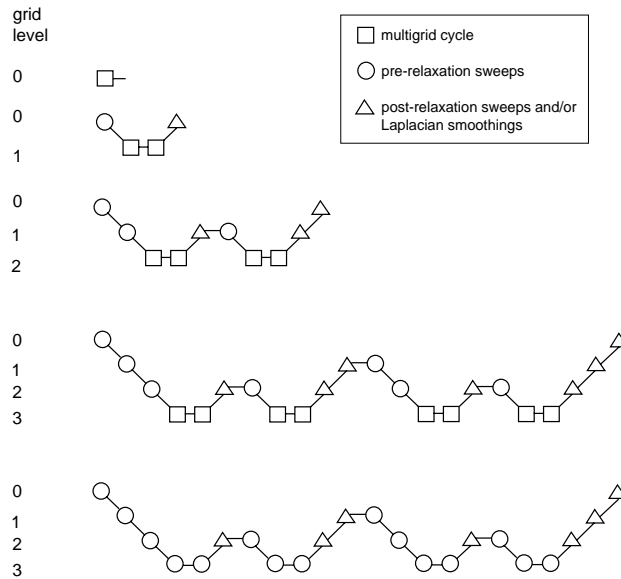 grid
level
multigrid cycle
pre-relaxation sweeps
post-relaxation sweeps and/or
Laplacian smoothings
0
0
1
0
1
2
0
1
2
3
0
1
2
3